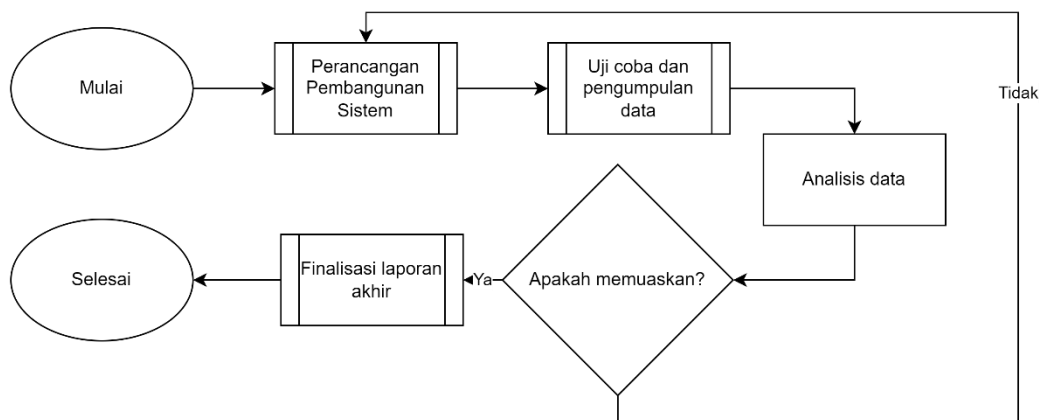 Mulai
Perancangan
Pembangunan
Sistem
Uji coba dan
pengumpulan
data
Tidak
Analisis data
Apakah memuaskan?
Ya
Finalisasi laporan
akhir
Selesai